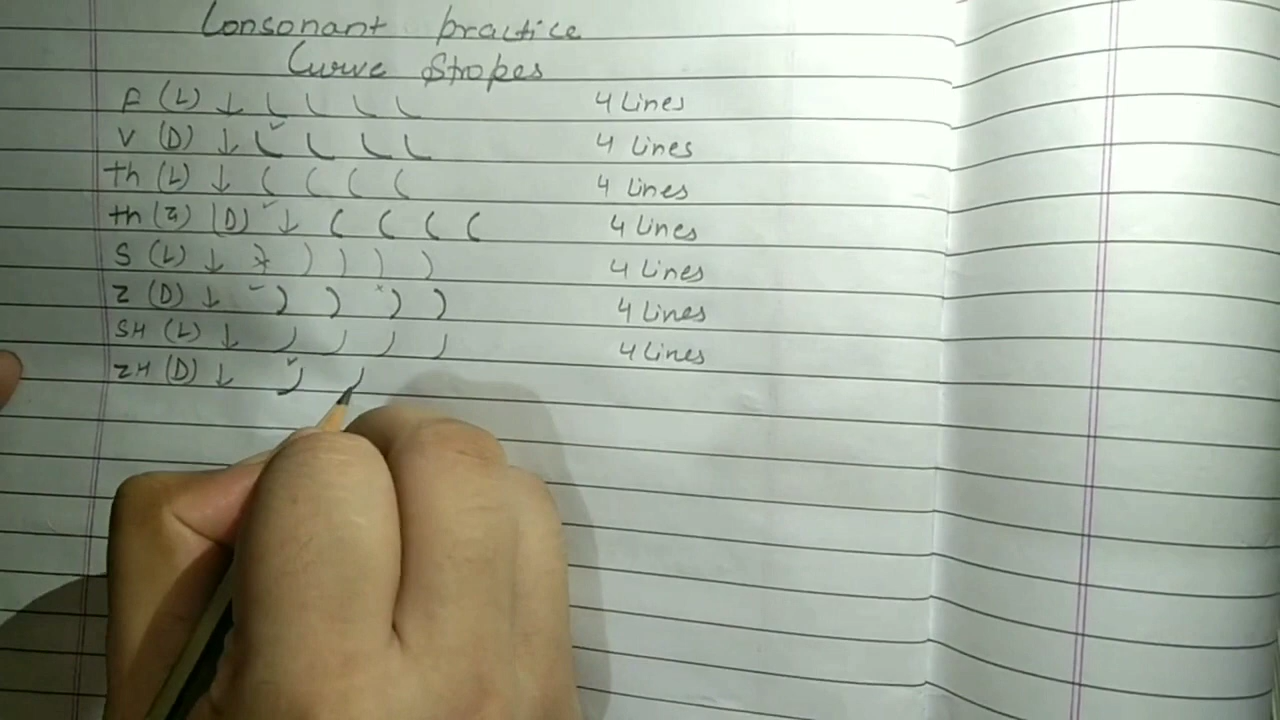 Consonant practice
Curve Strokes
F (L) ↓ 4 Lines
V (D) ↓ 4 Lines
th (L) ↓ 4 Lines
th (द) (D) ↓ 4 Lines
S (L) ↓ 4 Lines
Z (D) ↓ 4 Lines
SH (L) ↓ 4 Lines
ZH (D) ↓